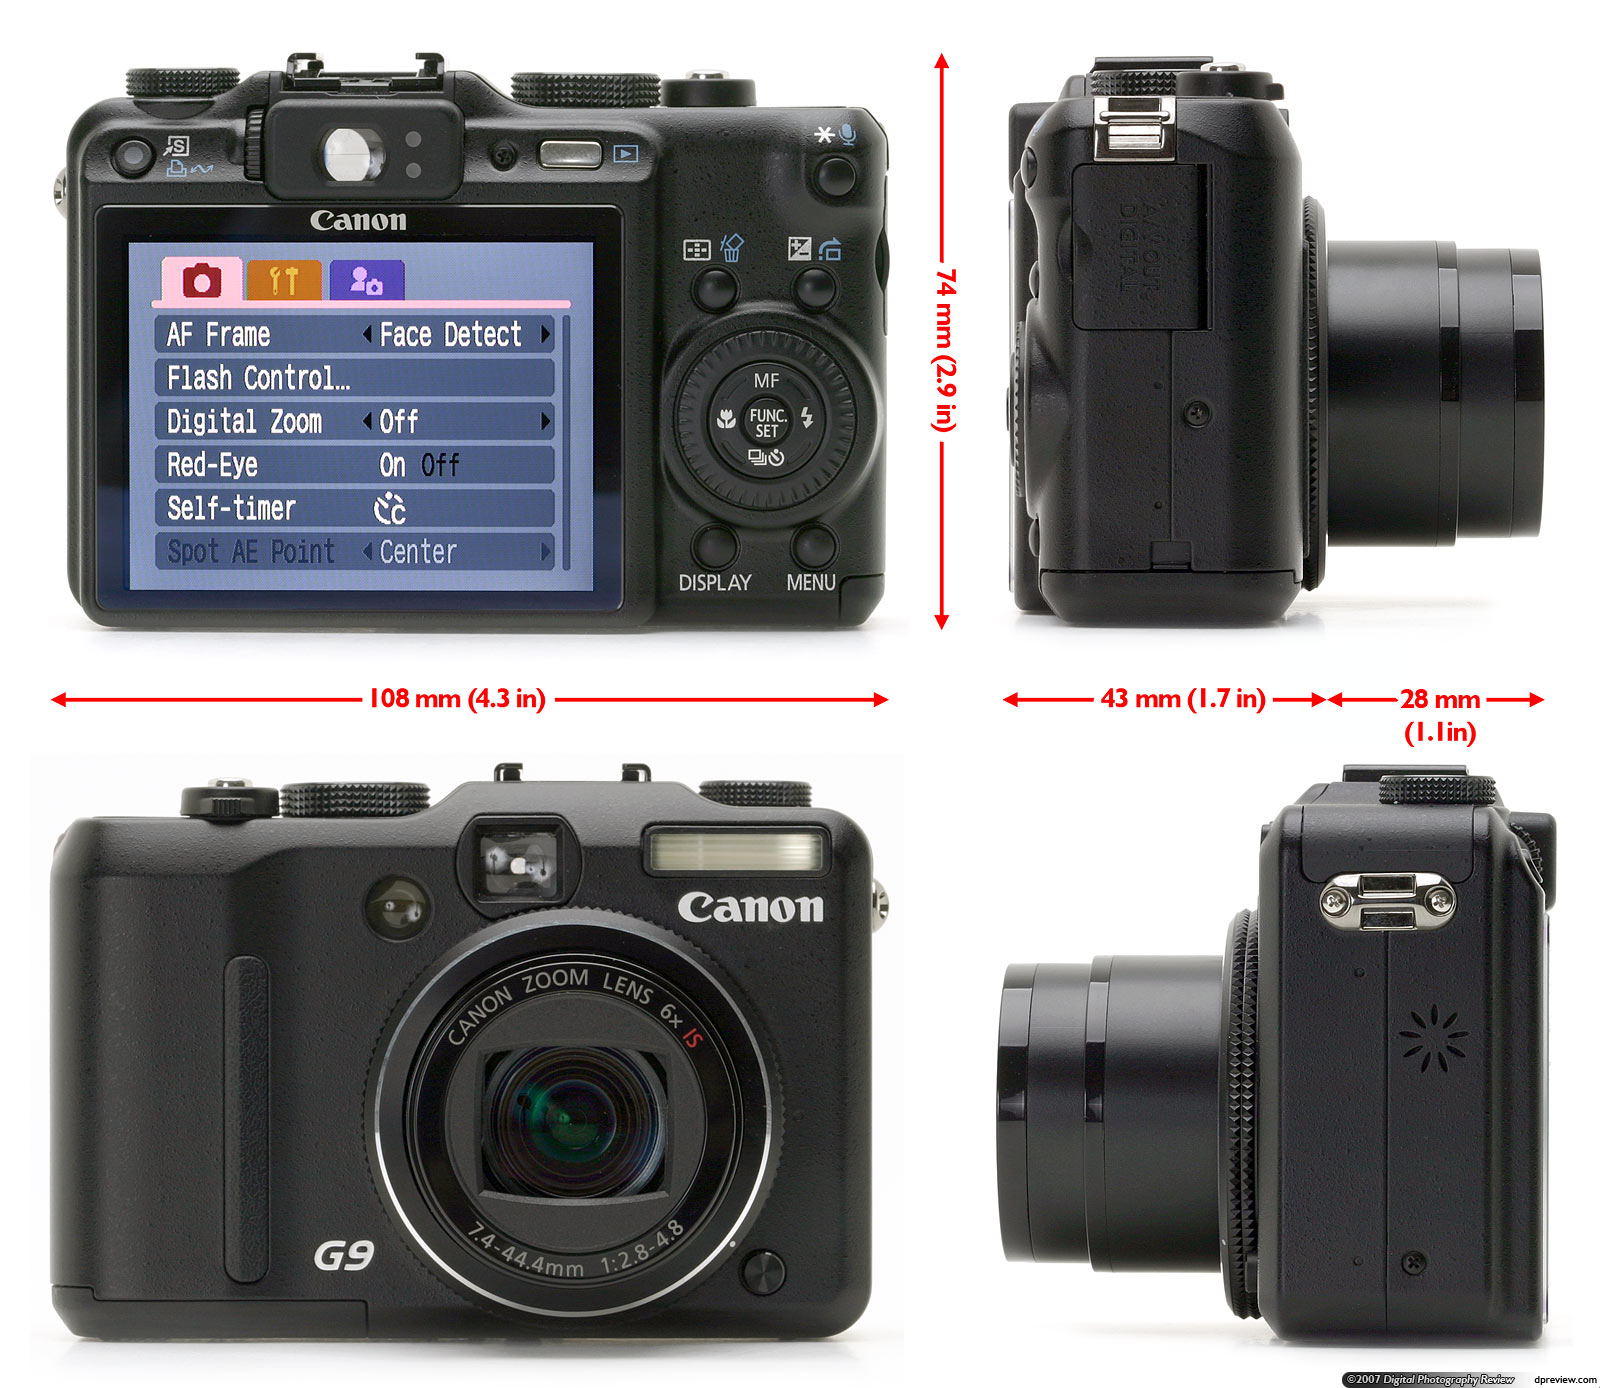 Canon
AF Frame Face Detect
Flash Control...
Digital Zoom Off
Red-Eye On Off
Self-timer
Spot AE Point Center
MF
FUNC.
SET
DISPLAY MENU
A/V OUT
DIGITAL
74 mm (2.9 in)
108 mm (4.3 in)
43 mm (1.7 in)
28 mm
(1.1in)
Canon
CANON ZOOM LENS 6x IS
7.4-44.4mm 1:2.8-4.8
G9
©2007 Digital Photography Review dpreview.com